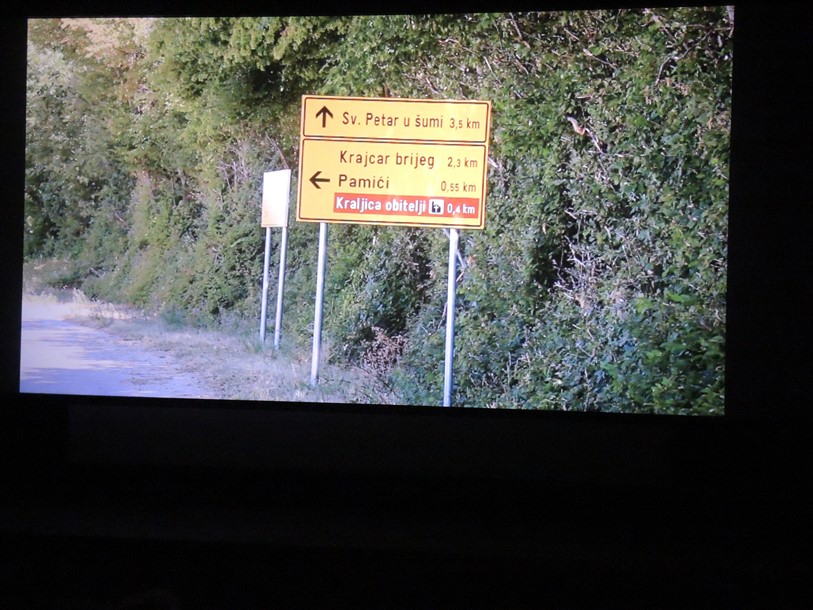 Sv. Petar u šumi 3,5 km
Krajcar brijeg 2,3 km
Pamići 0,55 km
Kraljica obitelji 0,4 km